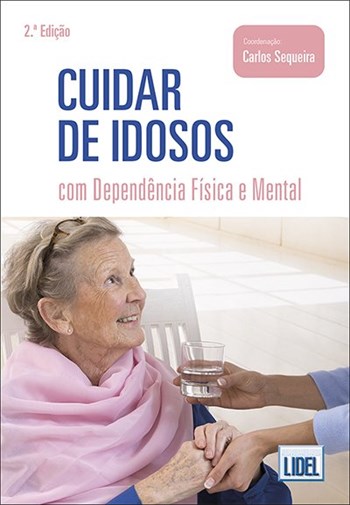 2.ª Edição
Coordenação
Carlos Sequeira
CUIDAR
DE IDOSOS
com Dependência Física e Mental
LIDEL